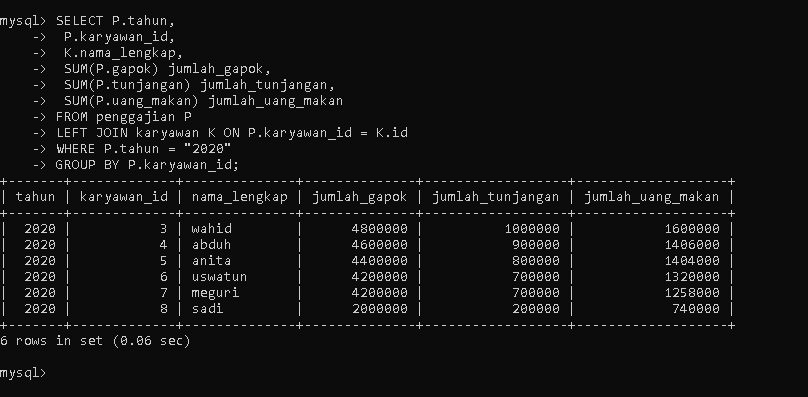 mysql> SELECT P.tahun,
    ->  P.karyawan_id,
    ->  K.nama_lengkap,
    ->  SUM(P.gapok) jumlah_gapok,
    ->  SUM(P.tunjangan) jumlah_tunjangan,
    ->  SUM(P.uang_makan) jumlah_uang_makan
    -> FROM penggajian P
    -> LEFT JOIN karyawan K ON P.karyawan_id = K.id
    -> WHERE P.tahun = "2020"
    -> GROUP BY P.karyawan_id;
+-------+-------------+--------------+--------------+------------------+-------------------+
| tahun | karyawan_id | nama_lengkap | jumlah_gapok | jumlah_tunjangan | jumlah_uang_makan |
+-------+-------------+--------------+--------------+------------------+-------------------+
|  2020 |           3 | wahid        |      4800000 |          1000000 |           1600000 |
|  2020 |           4 | abduh        |      4600000 |           900000 |           1406000 |
|  2020 |           5 | anita        |      4400000 |           800000 |           1404000 |
|  2020 |           6 | uswatun      |      4200000 |           700000 |           1320000 |
|  2020 |           7 | meguri       |      4200000 |           700000 |           1258000 |
|  2020 |           8 | sadi         |      2000000 |           200000 |            740000 |
+-------+-------------+--------------+--------------+------------------+-------------------+
6 rows in set (0.06 sec)
mysql>